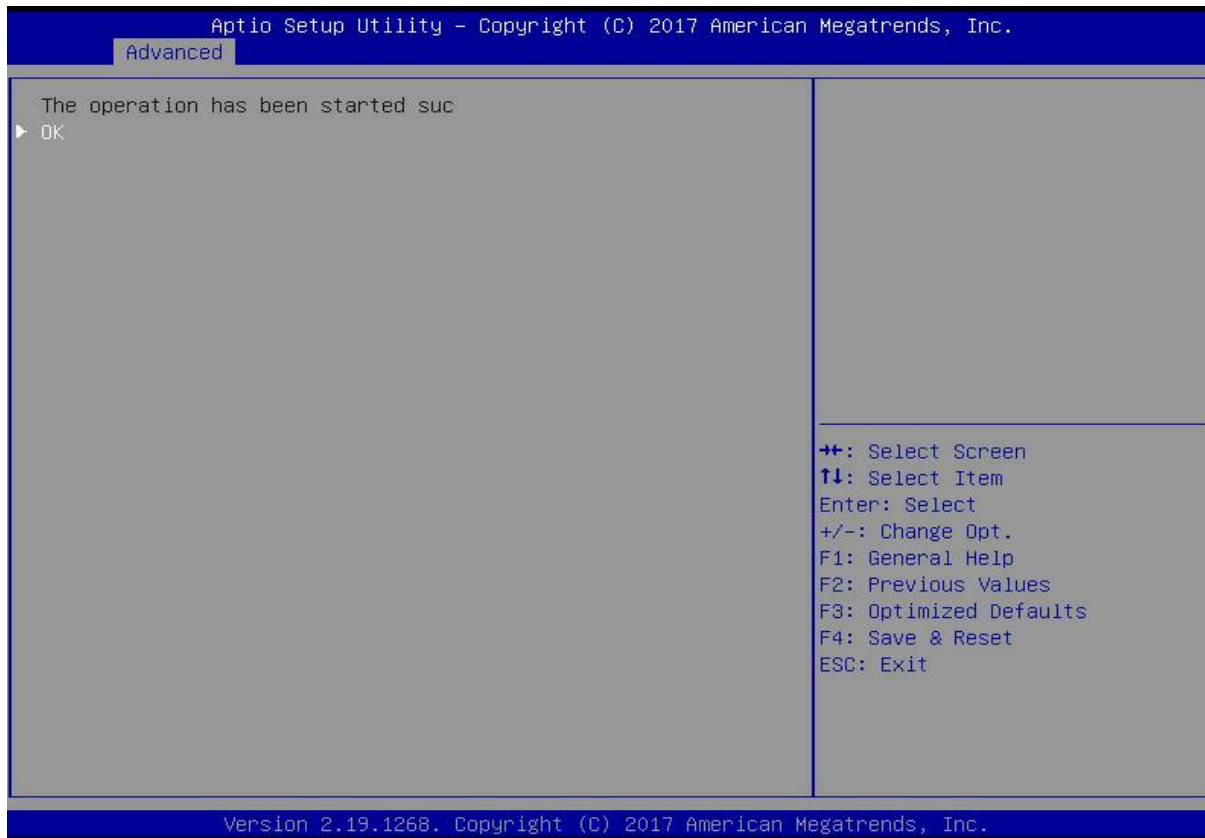 Aptio Setup Utility – Copyright (C) 2017 American Megatrends, Inc.
Advanced
The operation has been started suc
► OK
→←: Select Screen
↑↓: Select Item
Enter: Select
+/-: Change Opt.
F1: General Help
F2: Previous Values
F3: Optimized Defaults
F4: Save & Reset
ESC: Exit
Version 2.19.1268. Copyright (C) 2017 American Megatrends, Inc.